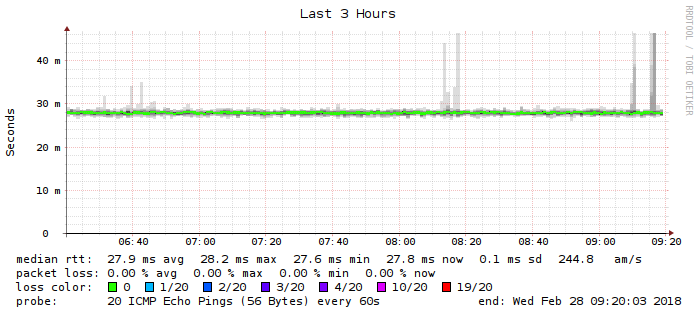 Last 3 Hours
RRDTOOL / TOBI OETIKER
Seconds
40 m
30 m
20 m
10 m
0
06:40 07:00 07:20 07:40 08:00 08:20 08:40 09:00 09:20
median rtt: 27.9 ms avg 28.2 ms max 27.6 ms min 27.8 ms now 0.1 ms sd 244.8 am/s
packet loss: 0.00 % avg 0.00 % max 0.00 % min 0.00 % now
loss color: 0 1/20 2/20 3/20 4/20 10/20 19/20
probe: 20 ICMP Echo Pings (56 Bytes) every 60s end: Wed Feb 28 09:20:03 2018